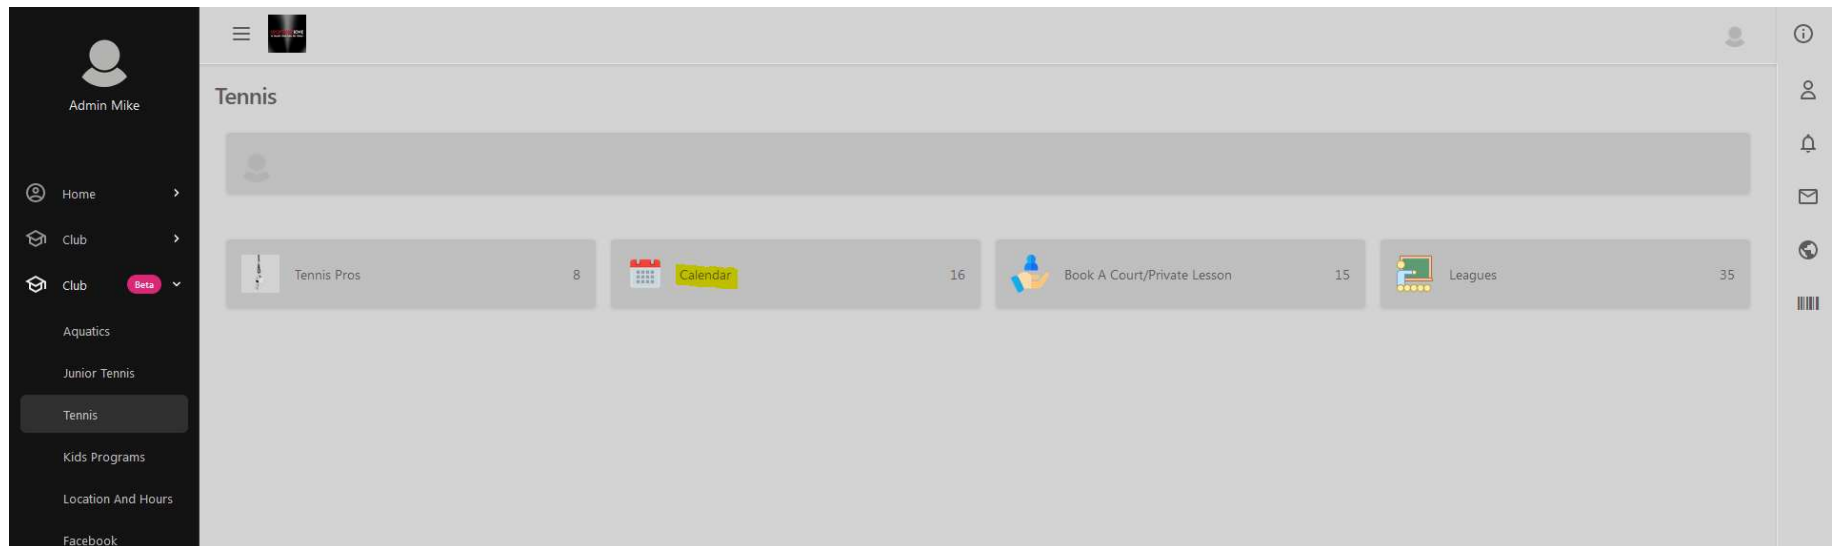 Admin Mike
Home
Club
Club Beta
Aquatics
Junior Tennis
Tennis
Kids Programs
Location And Hours
Facebook
Tennis
Tennis Pros 8
Calendar 16
Book A Court/Private Lesson 15
Leagues 35